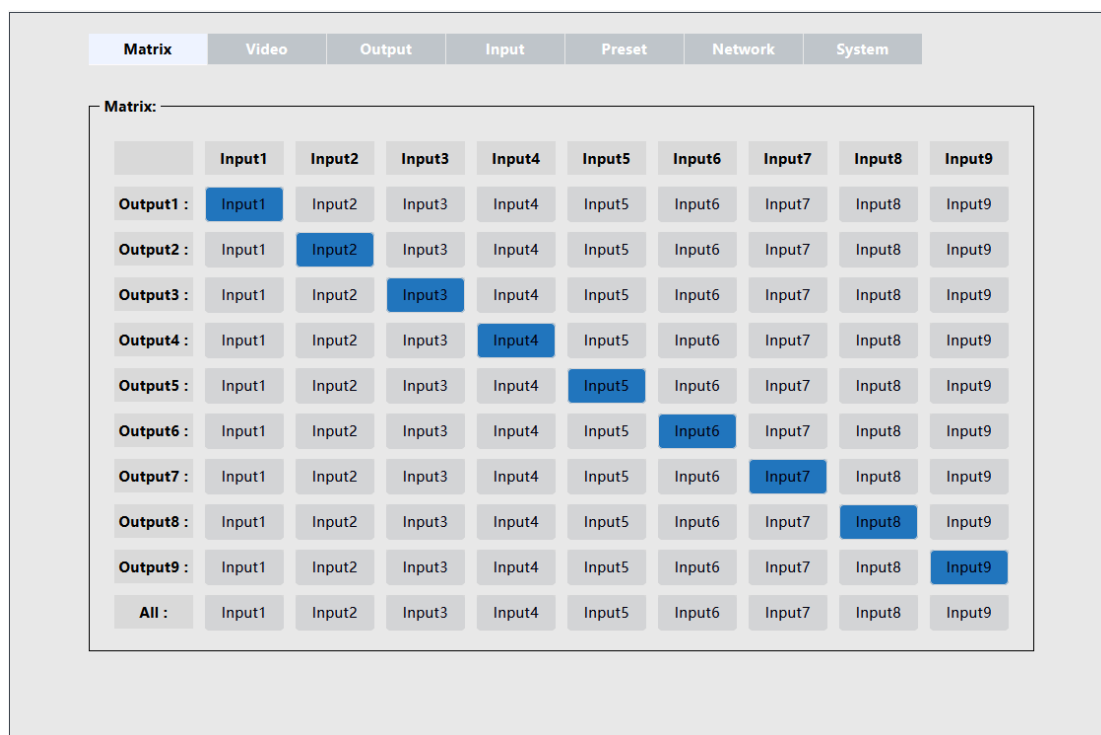 Matrix Video Output Input Preset Network System
Matrix:
Input1 Input2 Input3 Input4 Input5 Input6 Input7 Input8 Input9
Output1 : Input1 Input2 Input3 Input4 Input5 Input6 Input7 Input8 Input9
Output2 : Input1 Input2 Input3 Input4 Input5 Input6 Input7 Input8 Input9
Output3 : Input1 Input2 Input3 Input4 Input5 Input6 Input7 Input8 Input9
Output4 : Input1 Input2 Input3 Input4 Input5 Input6 Input7 Input8 Input9
Output5 : Input1 Input2 Input3 Input4 Input5 Input6 Input7 Input8 Input9
Output6 : Input1 Input2 Input3 Input4 Input5 Input6 Input7 Input8 Input9
Output7 : Input1 Input2 Input3 Input4 Input5 Input6 Input7 Input8 Input9
Output8 : Input1 Input2 Input3 Input4 Input5 Input6 Input7 Input8 Input9
Output9 : Input1 Input2 Input3 Input4 Input5 Input6 Input7 Input8 Input9
All : Input1 Input2 Input3 Input4 Input5 Input6 Input7 Input8 Input9